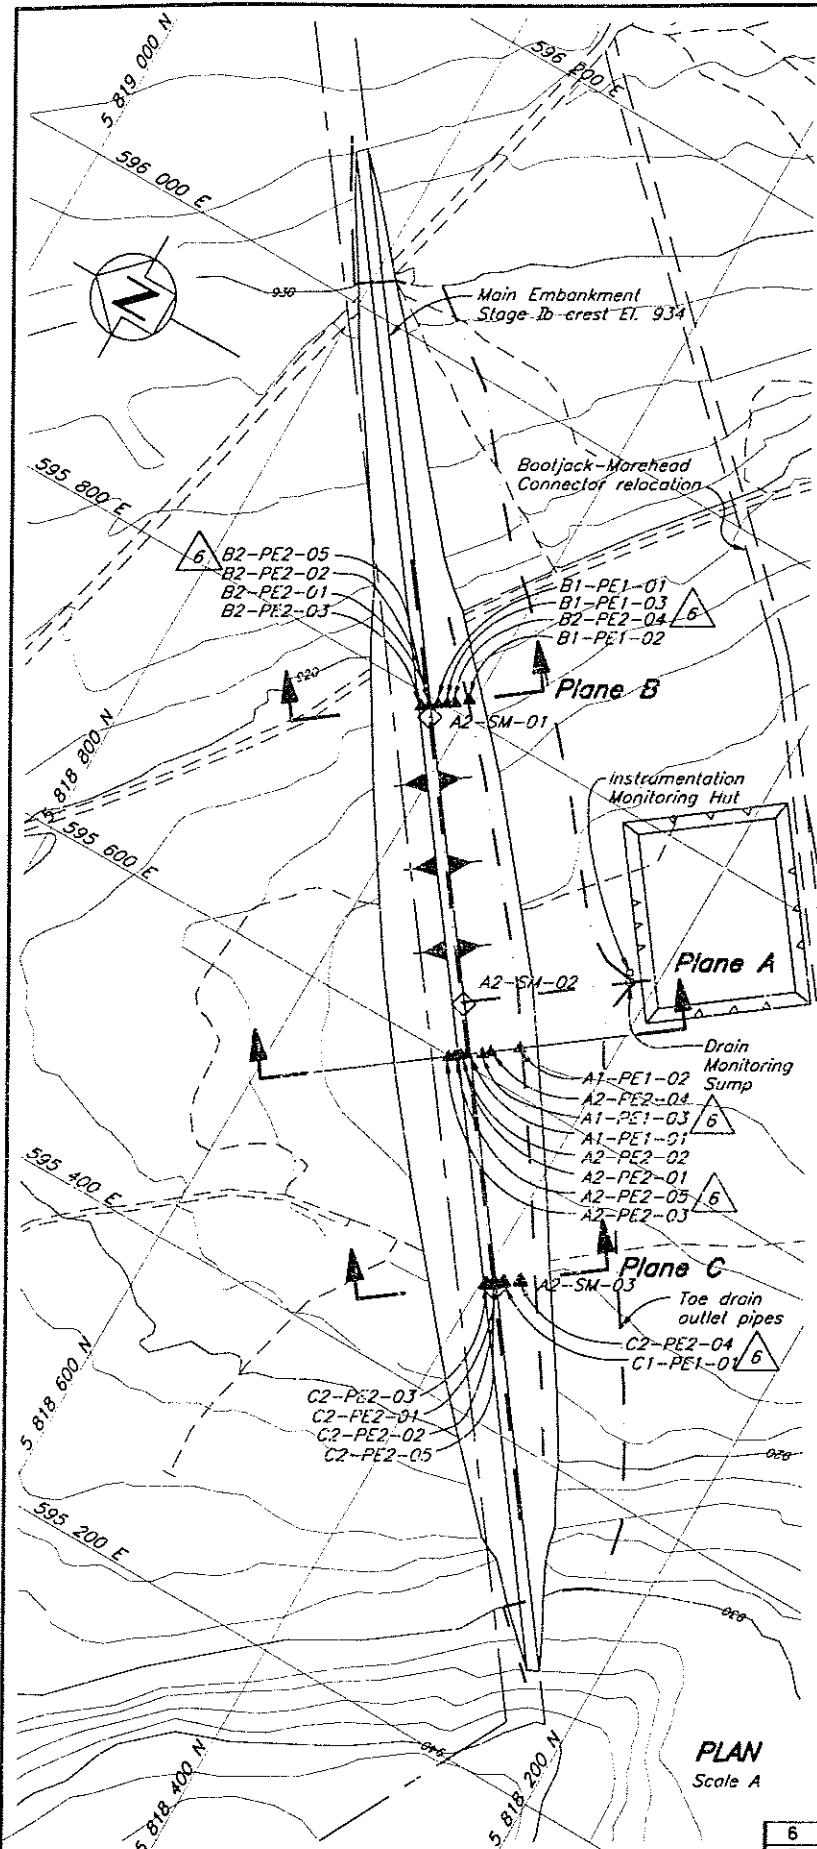 5 819 000 N
596 200 E
596 000 E
N
930
Main Embankment
Stage Ib crest El. 934
Bootjack-Morehead
Connector relocation
595 800 E
6
B2-PE2-05
B2-PE2-02
B2-PE2-01
B2-PE2-03
B1-PE1-01
B1-PE1-03
B2-PE2-04
B1-PE1-02
6
920
Plane B
A2-SM-01
5 818 800 N
Instrumentation
Monitoring Hut
595 600 E
Plane A
A2-SM-02
Drain
Monitoring
Sump
A1-PE1-02
A2-PE2-04
A1-PE1-03
A1-PE1-01
A2-PE2-02
A2-PE2-01
A2-PE2-05
A2-PE2-03
6
6
595 400 E
Plane C
A2-SM-03
Toe drain
outlet pipes
C2-PE2-04
C1-PE1-01
6
C2-PE2-03
C2-PE2-01
C2-PE2-02
C2-PE2-05
5 818 600 N
920
595 200 E
930
940
5 818 400 N
5 818 200 N
PLAN
Scale A
6